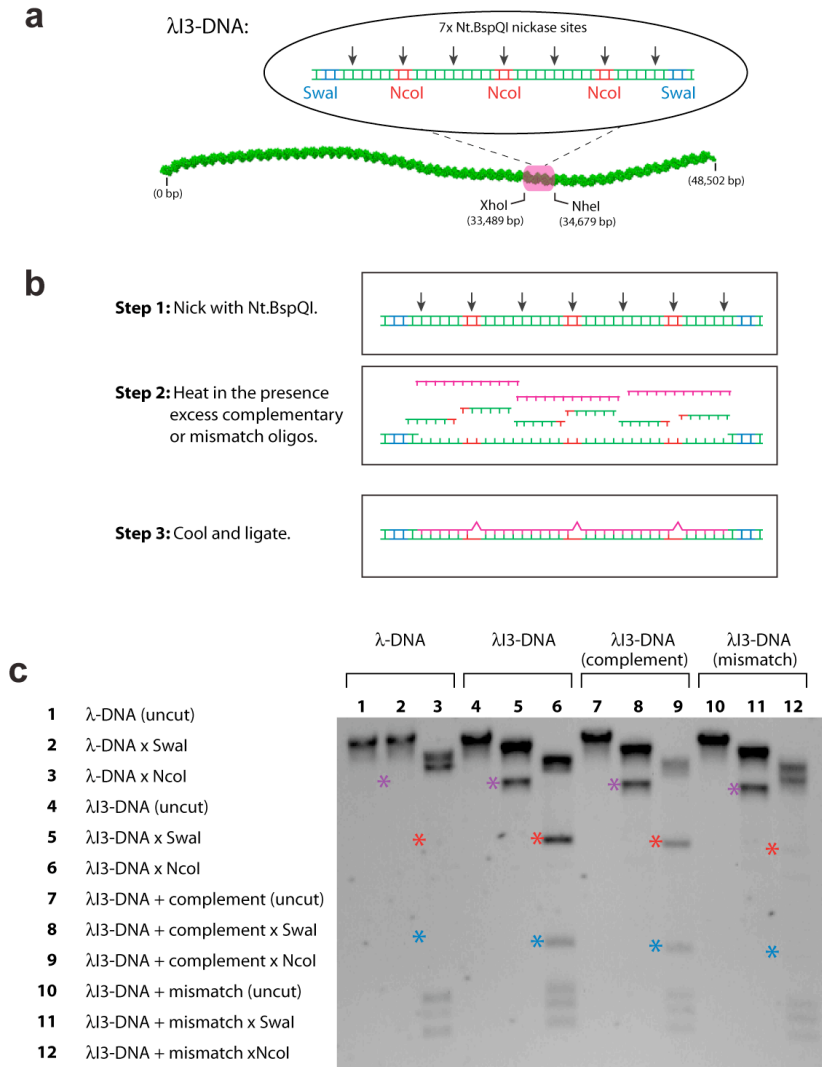 a
λI3-DNA:
7x Nt.BspQI nickase sites
SwaI NcoI NcoI NcoI SwaI
(0 bp)
(48,502 bp)
XhoI
(33,489 bp)
NheI
(34,679 bp)
b
Step 1: Nick with Nt.BspQI.
Step 2: Heat in the presence
excess complementary
or mismatch oligos.
Step 3: Cool and ligate.
c
λ-DNA
λI3-DNA
λI3-DNA
(complement)
λI3-DNA
(mismatch)
1 2 3 4 5 6 7 8 9 10 11 12
1 λ-DNA (uncut)
2 λ-DNA x SwaI
3 λ-DNA x NcoI
4 λI3-DNA (uncut)
5 λI3-DNA x SwaI
6 λI3-DNA x NcoI
7 λI3-DNA + complement (uncut)
8 λI3-DNA + complement x SwaI
9 λI3-DNA + complement x NcoI
10 λI3-DNA + mismatch (uncut)
11 λI3-DNA + mismatch x SwaI
12 λI3-DNA + mismatch xNcoI
* * * *
* * * *
* * * *